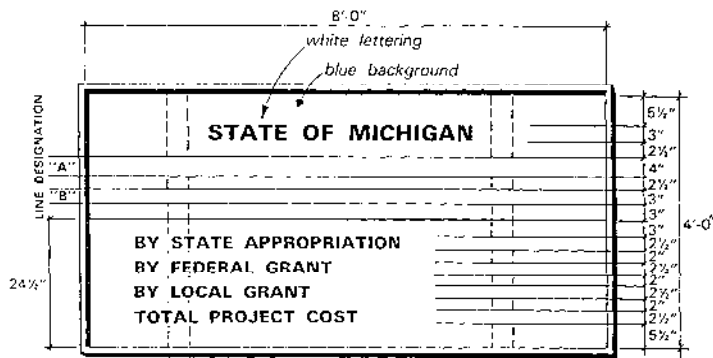 8'-0"
white lettering
blue background
STATE OF MICHIGAN
LINE DESIGNATION
"A"
"B"
5½"
3"
2½"
4"
2½"
3"
3"
3"
2½"
2"
2½"
2"
2½"
2"
2½"
5½"
4'-0"
24½"
BY STATE APPROPRIATION
BY FEDERAL GRANT
BY LOCAL GRANT
TOTAL PROJECT COST